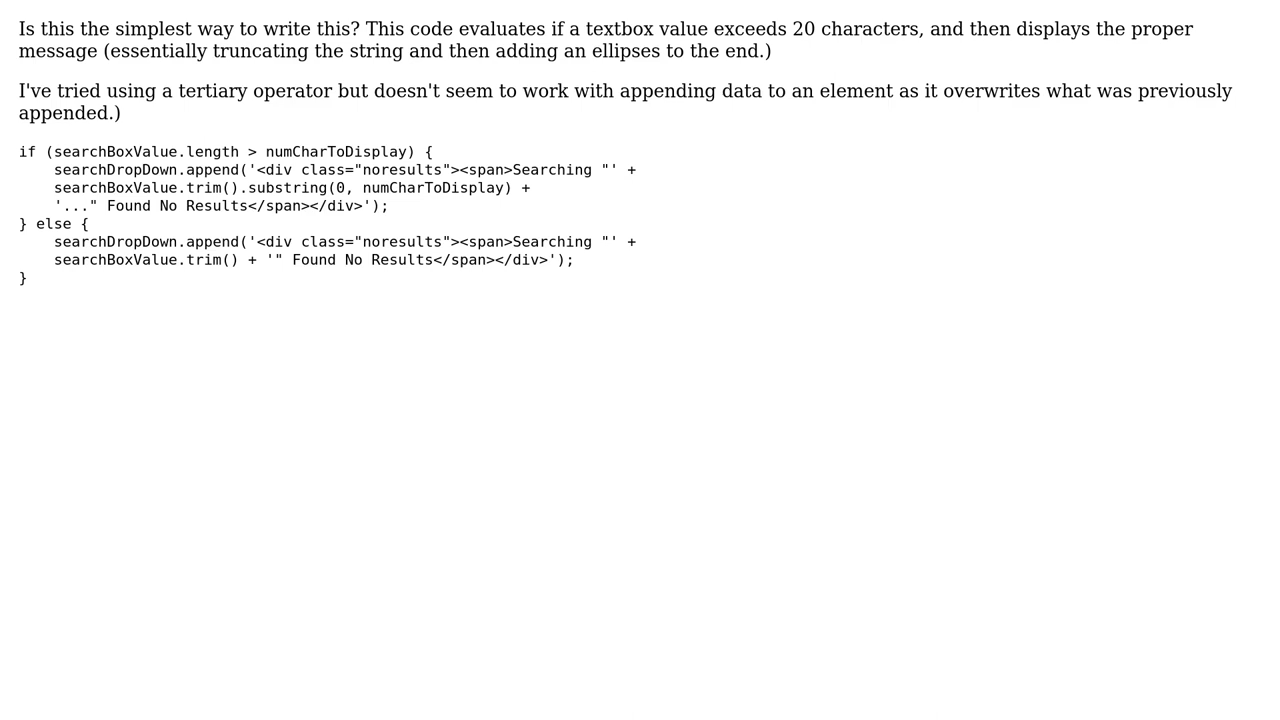 Is this the simplest way to write this? This code evaluates if a textbox value exceeds 20 characters, and then displays the proper
message (essentially truncating the string and then adding an ellipses to the end.)
I've tried using a tertiary operator but doesn't seem to work with appending data to an element as it overwrites what was previously
appended.)
if (searchBoxValue.length > numCharToDisplay) {
    searchDropDown.append('<div class="noresults"><span>Searching "' +
    searchBoxValue.trim().substring(0, numCharToDisplay) +
    '..." Found No Results</span></div>');
} else {
    searchDropDown.append('<div class="noresults"><span>Searching "' +
    searchBoxValue.trim() + '" Found No Results</span></div>');
}